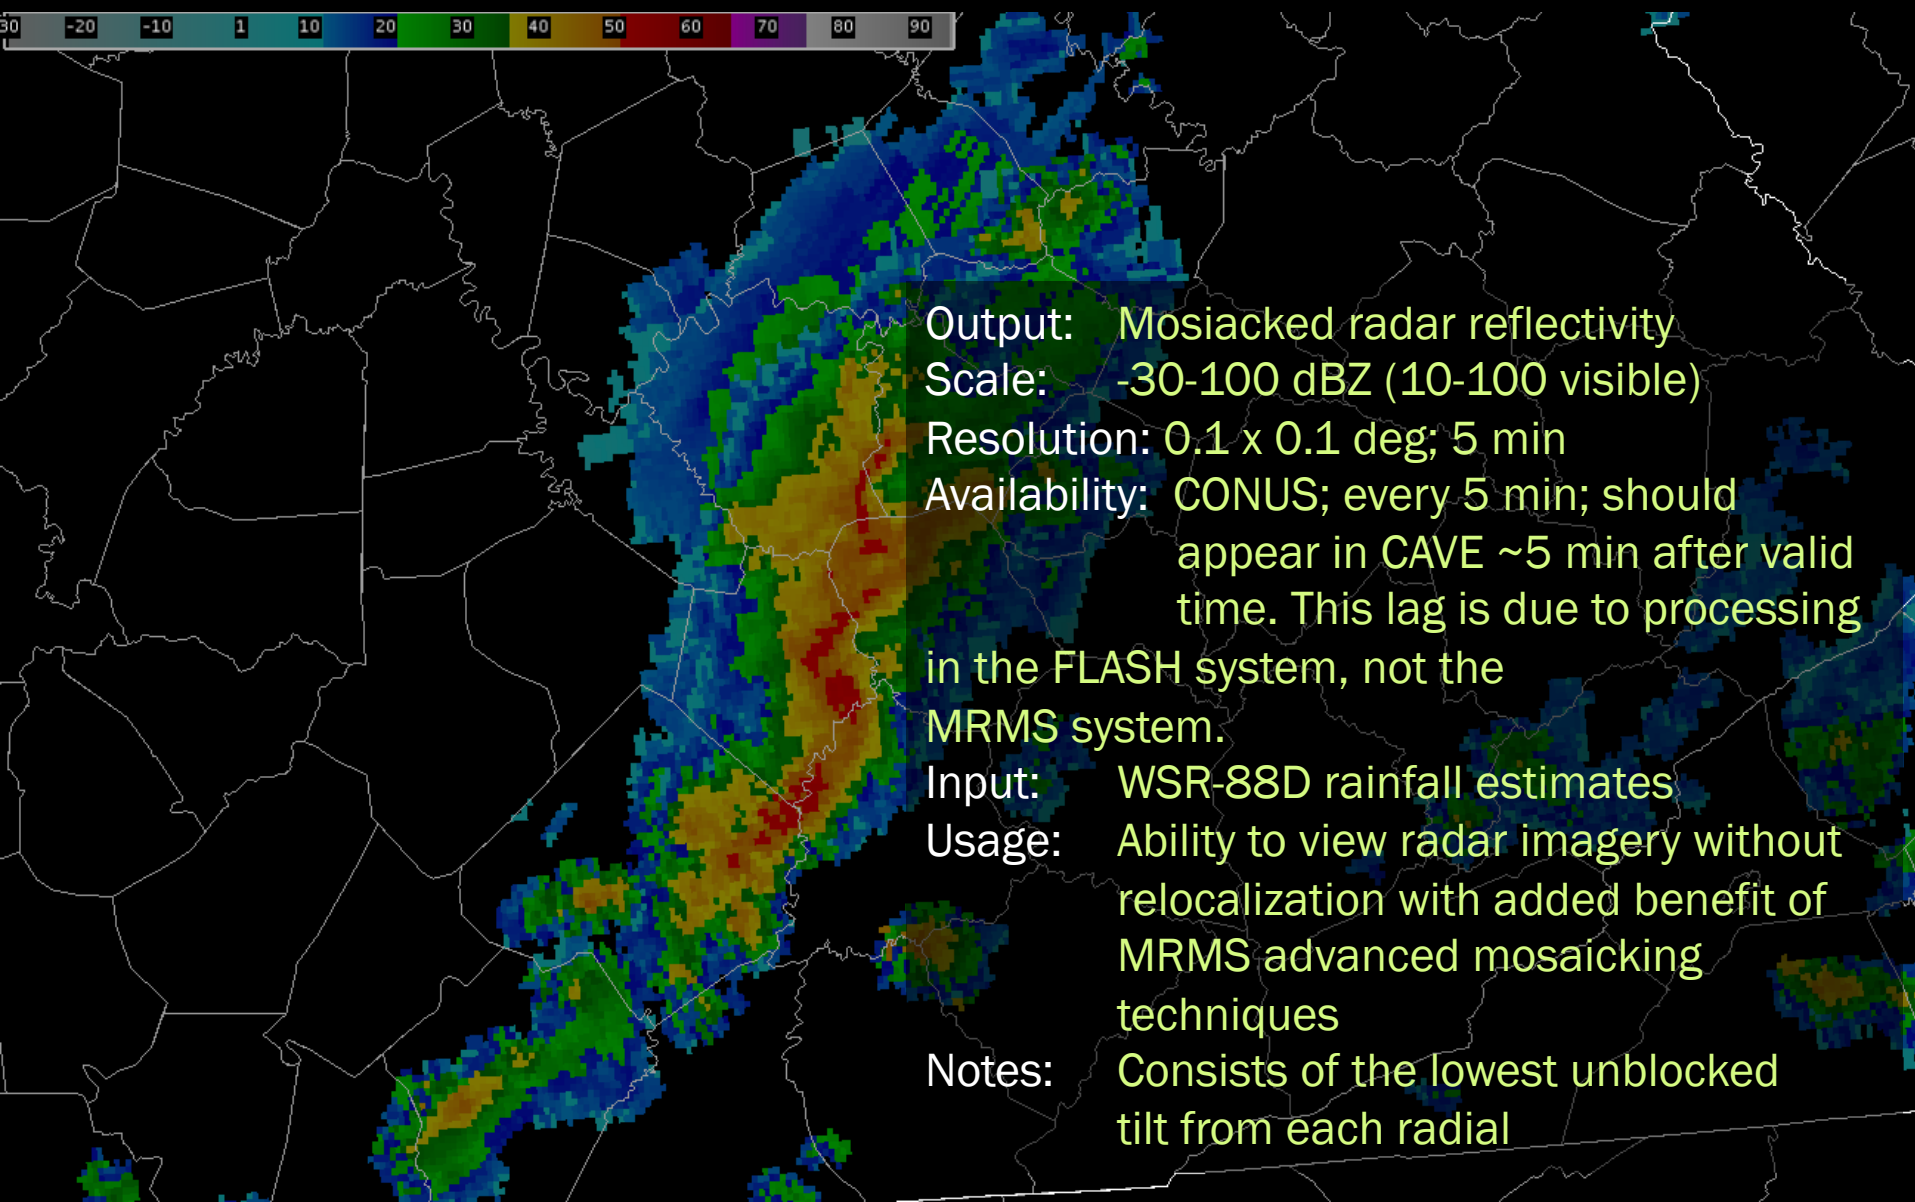 30 -20 -10 1 10 20 30 40 50 60 70 80 90
Output: Mosiacked radar reflectivity
Scale: -30-100 dBZ (10-100 visible)
Resolution: 0.1 x 0.1 deg; 5 min
Availability: CONUS; every 5 min; should
appear in CAVE ~5 min after valid
time. This lag is due to processing
in the FLASH system, not the
MRMS system.
Input: WSR-88D rainfall estimates
Usage: Ability to view radar imagery without
relocalization with added benefit of
MRMS advanced mosaicking
techniques
Notes: Consists of the lowest unblocked
tilt from each radial